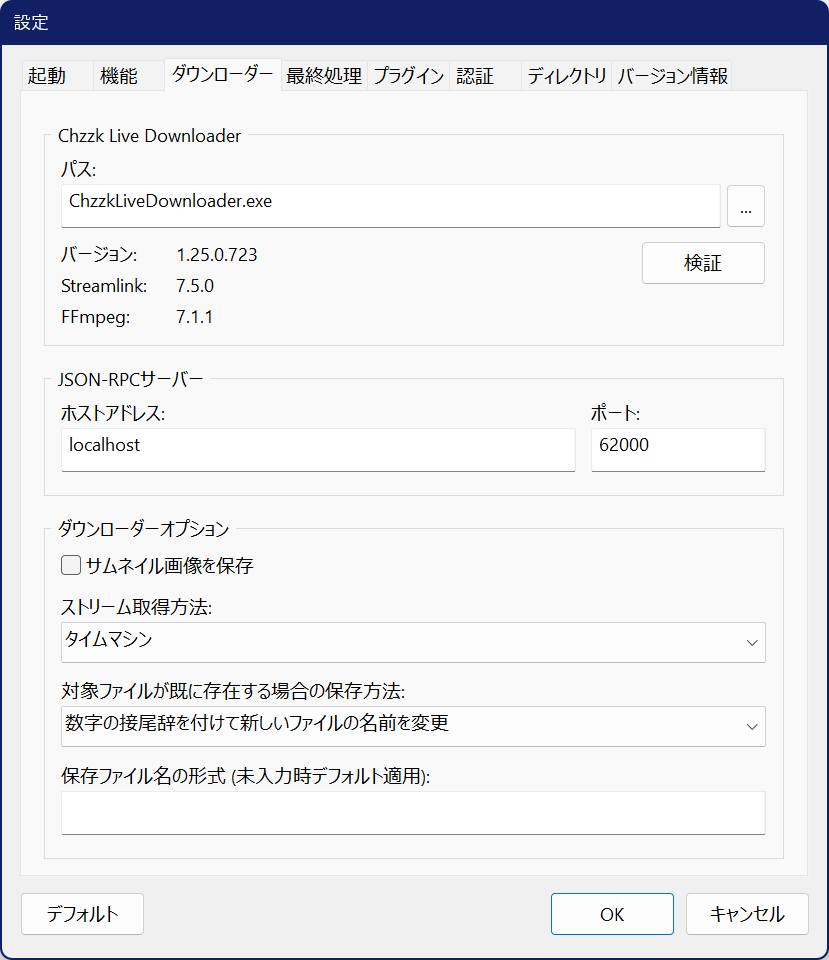 設定
起動 機能 ダウンローダー 最終処理 プラグイン 認証 ディレクトリ バージョン情報
Chzzk Live Downloader
パス:
ChzzkLiveDownloader.exe ...
バージョン: 1.25.0.723 検証
Streamlink: 7.5.0
FFmpeg: 7.1.1
JSON-RPCサーバー
ホストアドレス: ポート:
localhost 62000
ダウンローダーオプション
サムネイル画像を保存
ストリーム取得方法:
タイムマシン
対象ファイルが既に存在する場合の保存方法:
数字の接尾辞を付けて新しいファイルの名前を変更
保存ファイル名の形式 (未入力時デフォルト適用):
デフォルト OK キャンセル